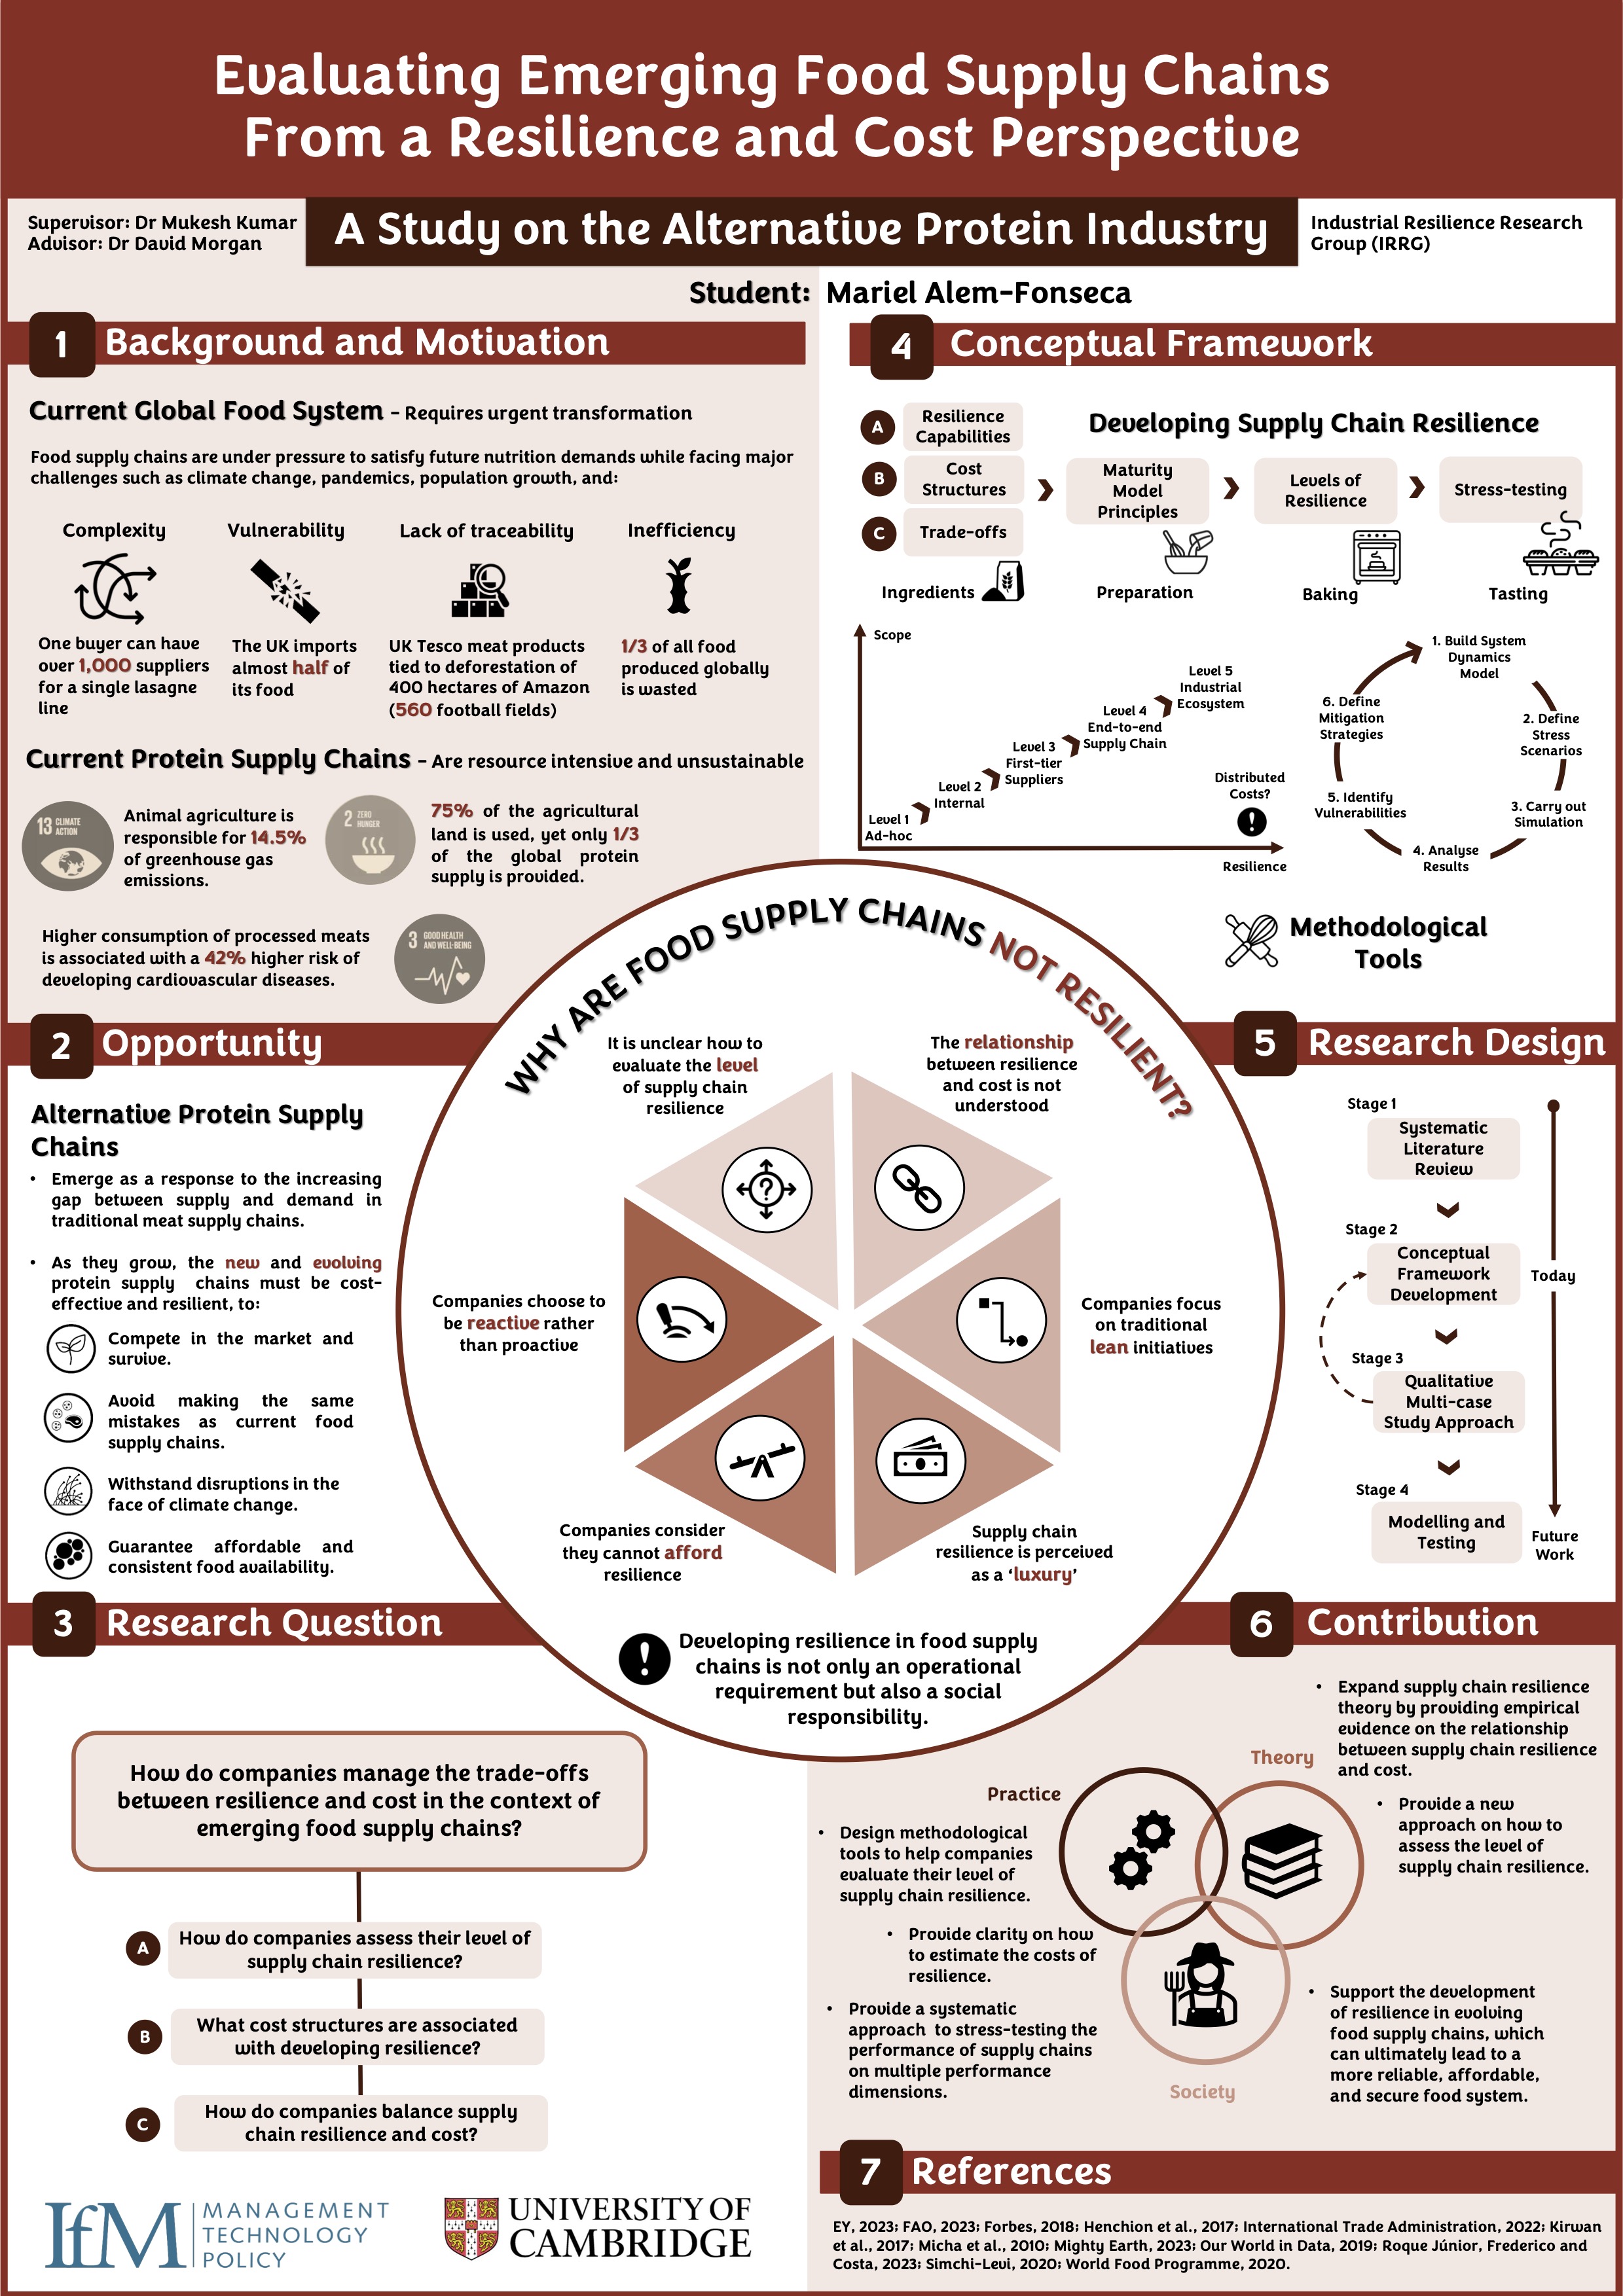 Evaluating Emerging Food Supply Chains
From a Resilience and Cost Perspective
Supervisor: Dr Mukesh Kumar
Advisor: Dr David Morgan
A Study on the Alternative Protein Industry
Industrial Resilience Research
Group (IRRG)
Student: Mariel Alem-Fonseca
1 Background and Motivation
Current Global Food System - Requires urgent transformation
Food supply chains are under pressure to satisfy future nutrition demands while facing major
challenges such as climate change, pandemics, population growth, and:
Complexity
One buyer can have
over 1,000 suppliers
for a single lasagne
line
Vulnerability
The UK imports
almost half of
its food
Lack of traceability
UK Tesco meat products
tied to deforestation of
400 hectares of Amazon
(560 football fields)
Inefficiency
1/3 of all food
produced globally
is wasted
Current Protein Supply Chains - Are resource intensive and unsustainable
13 CLIMATE
ACTION
Animal agriculture is
responsible for 14.5%
of greenhouse gas
emissions.
2 ZERO
HUNGER
75% of the agricultural
land is used, yet only 1/3
of the global protein
supply is provided.
Higher consumption of processed meats
is associated with a 42% higher risk of
developing cardiovascular diseases.
3 GOOD HEALTH
AND WELL-BEING
2 Opportunity
Alternative Protein Supply
Chains
• Emerge as a response to the increasing
gap between supply and demand in
traditional meat supply chains.
• As they grow, the new and evolving
protein supply chains must be cost-
effective and resilient, to:
Compete in the market and
survive.
Avoid making the same
mistakes as current food
supply chains.
Withstand disruptions in the
face of climate change.
Guarantee affordable and
consistent food availability.
3 Research Question
How do companies manage the trade-offs
between resilience and cost in the context of
emerging food supply chains?
A
How do companies assess their level of
supply chain resilience?
B
What cost structures are associated
with developing resilience?
C
How do companies balance supply
chain resilience and cost?
IfM
MANAGEMENT
TECHNOLOGY
POLICY
UNIVERSITY OF
CAMBRIDGE
WHY ARE FOOD SUPPLY CHAINS NOT RESILIENT?
It is unclear how to
evaluate the level
of supply chain
resilience
The relationship
between resilience
and cost is not
understood
?
Companies choose to
be reactive rather
than proactive
Companies focus
on traditional
lean initiatives
Companies consider
they cannot afford
resilience
Supply chain
resilience is perceived
as a ‘luxury’
!
Developing resilience in food supply
chains is not only an operational
requirement but also a social
responsibility.
4 Conceptual Framework
A
Resilience
Capabilities
B
Cost
Structures
C
Trade-offs
Ingredients
Developing Supply Chain Resilience
Maturity
Model
Principles
Preparation
Levels of
Resilience
Baking
Stress-testing
Tasting
Scope
Level 1
Ad-hoc
Level 2
Internal
Level 3
First-tier
Suppliers
Level 4
End-to-end
Supply Chain
Level 5
Industrial
Ecosystem
Distributed
Costs?
!
Resilience
1. Build System
Dynamics
Model
2. Define
Stress
Scenarios
3. Carry out
Simulation
4. Analyse
Results
5. Identify
Vulnerabilities
6. Define
Mitigation
Strategies
Methodological
Tools
5 Research Design
Stage 1
Systematic
Literature
Review
Stage 2
Conceptual
Framework
Development
Today
Stage 3
Qualitative
Multi-case
Study Approach
Stage 4
Modelling and
Testing
Future
Work
6 Contribution
Theory
• Expand supply chain resilience
theory by providing empirical
evidence on the relationship
between supply chain resilience
and cost.
• Provide a new
approach on how to
assess the level of
supply chain resilience.
Practice
• Design methodological
tools to help companies
evaluate their level of
supply chain resilience.
• Provide clarity on how
to estimate the costs of
resilience.
• Provide a systematic
approach to stress-testing the
performance of supply chains
on multiple performance
dimensions.
Society
• Support the development
of resilience in evolving
food supply chains, which
can ultimately lead to a
more reliable, affordable,
and secure food system.
7 References
EY, 2023; FAO, 2023; Forbes, 2018; Henchion et al., 2017; International Trade Administration, 2022; Kirwan
et al., 2017; Micha et al., 2010; Mighty Earth, 2023; Our World in Data, 2019; Roque Júnior, Frederico and
Costa, 2023; Simchi-Levi, 2020; World Food Programme, 2020.